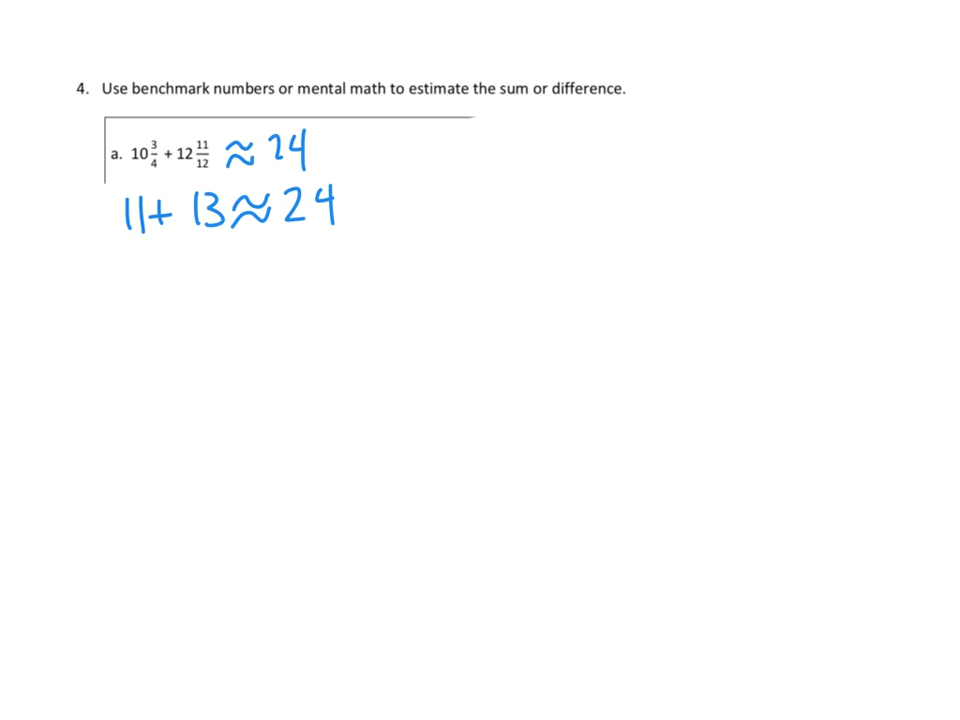 4. Use benchmark numbers or mental math to estimate the sum or difference.
a. 10 3/4 + 12 11/12 ≈ 24
11 + 13 ≈ 24